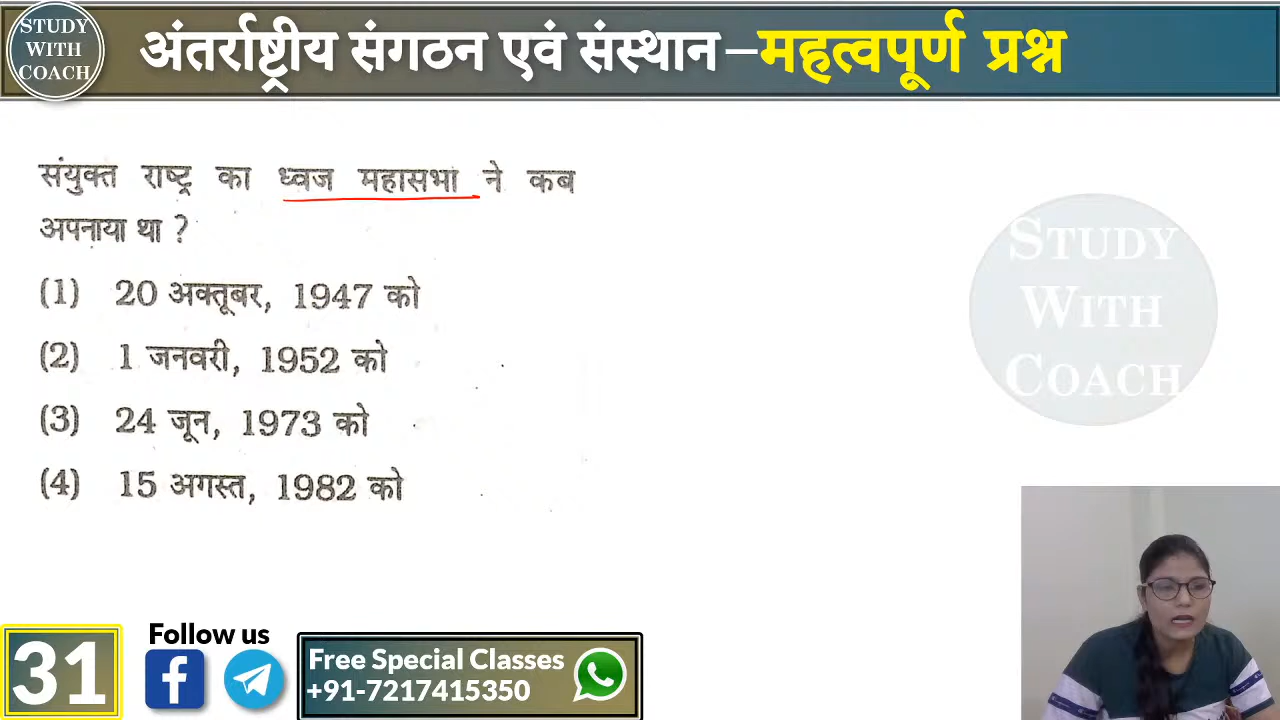 STUDY
WITH
COACH
अंतर्राष्ट्रीय संगठन एवं संस्थान–महत्वपूर्ण प्रश्न
संयुक्त राष्ट्र का ध्वज महासभा ने कब
अपनाया था ?
(1) 20 अक्तूबर, 1947 को
(2) 1 जनवरी, 1952 को
(3) 24 जून, 1973 को
(4) 15 अगस्त, 1982 को
STUDY
WITH
COACH
31
Follow us
Free Special Classes
+91-7217415350